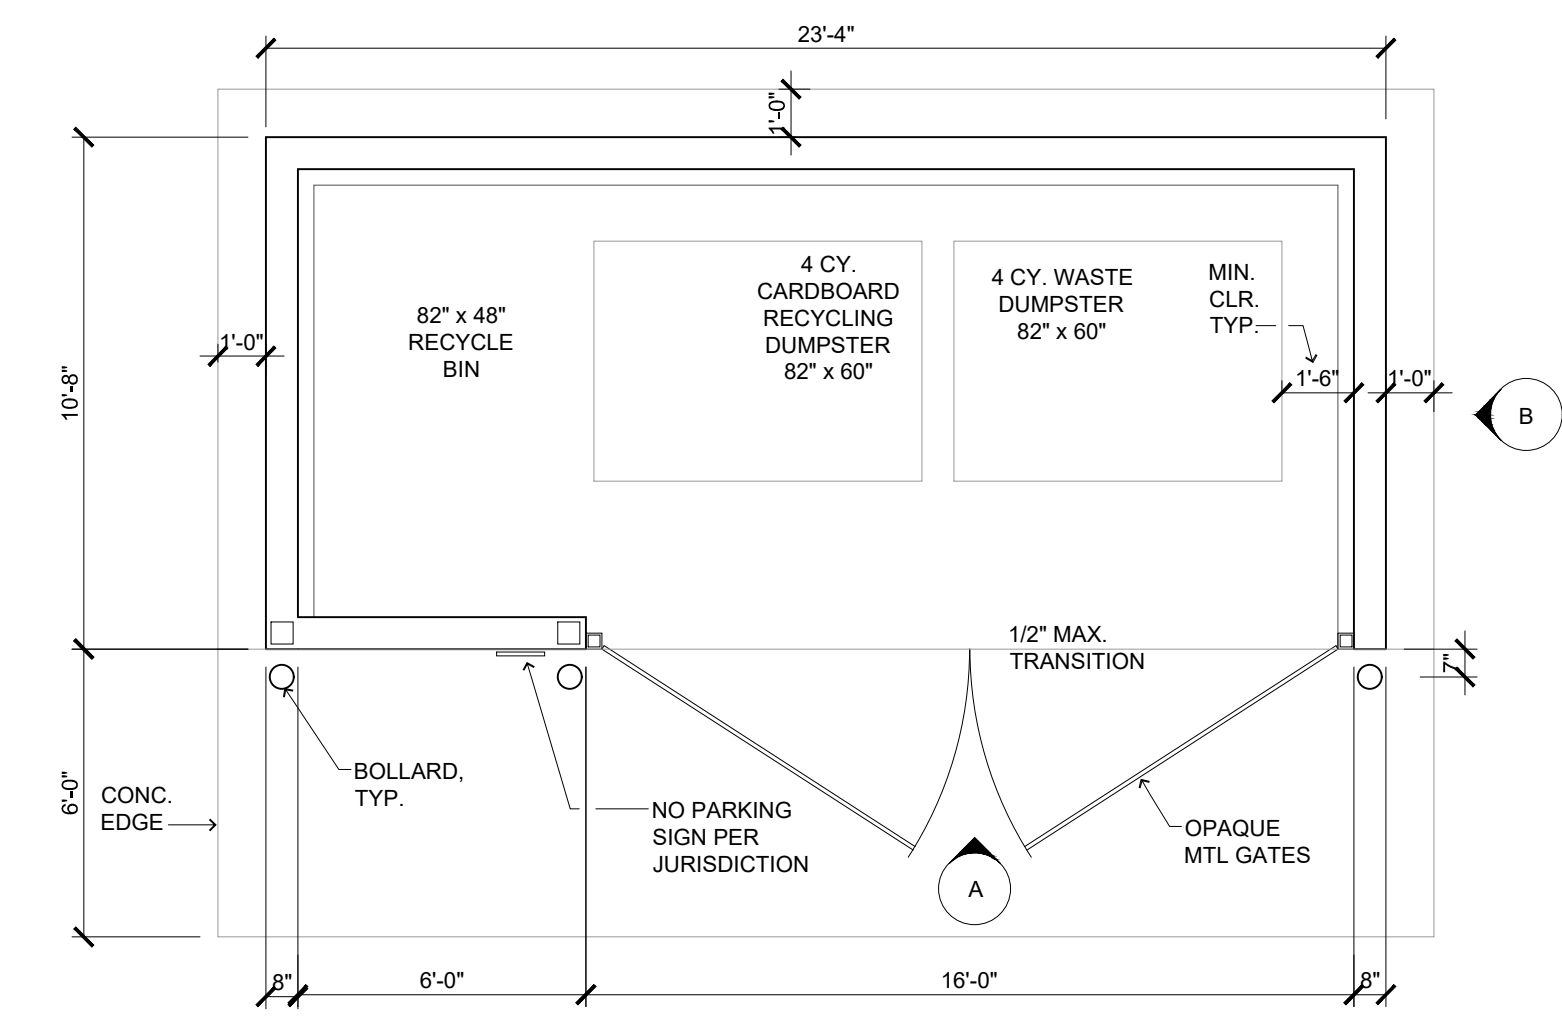 23'-4"
1'-0"
4 CY.
CARDBOARD
RECYCLING
DUMPSTER
82" x 60"
4 CY. WASTE
DUMPSTER
82" x 60"
MIN.
CLR.
TYP.
82" x 48"
RECYCLE
BIN
1'-0"
10'-8"
1'-6"
1'-0"
B
1/2" MAX.
TRANSITION
7"
BOLLARD,
TYP.
6'-0"
CONC.
EDGE
NO PARKING
SIGN PER
JURISDICTION
OPAQUE
MTL GATES
A
8"
6'-0"
16'-0"
8"